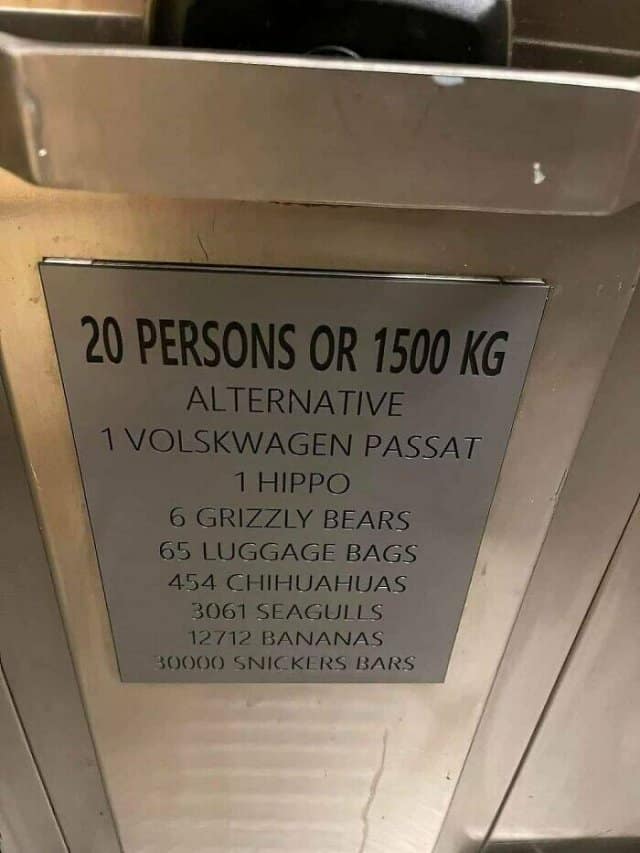 20 PERSONS OR 1500 KG
ALTERNATIVE
1 VOLSKWAGEN PASSAT
1 HIPPO
6 GRIZZLY BEARS
65 LUGGAGE BAGS
454 CHIHUAHUAS
3061 SEAGULLS
12712 BANANAS
30000 SNICKERS BARS